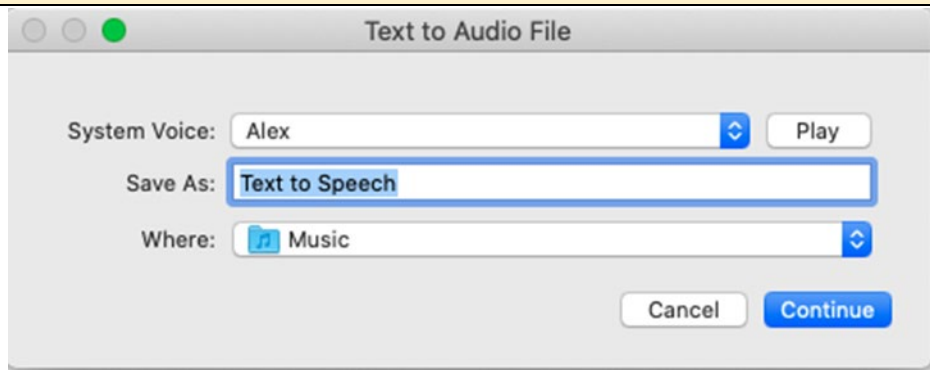 Text to Audio File
System Voice: Alex Play
Save As: Text to Speech
Where: Music
Cancel Continue